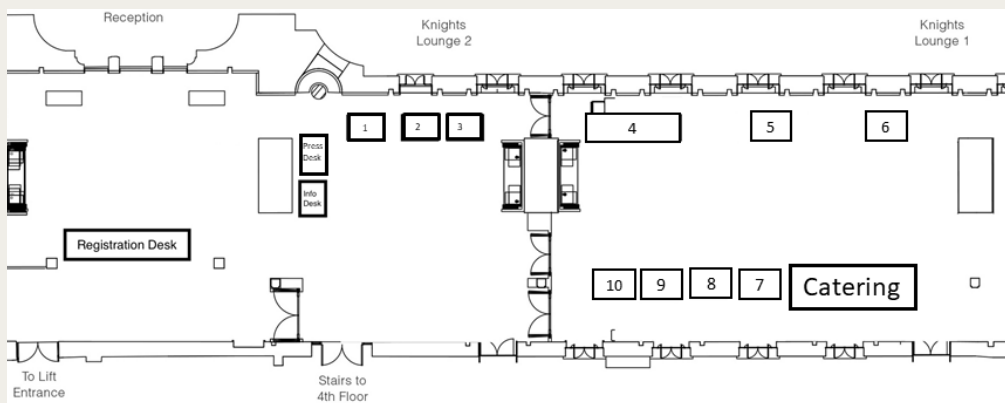 Reception
Knights
Lounge 2
Knights
Lounge 1
1
2
3
4
5
6
Press
Desk
Info
Desk
Registration Desk
10
9
8
7
Catering
To Lift
Entrance
Stairs to
4th Floor